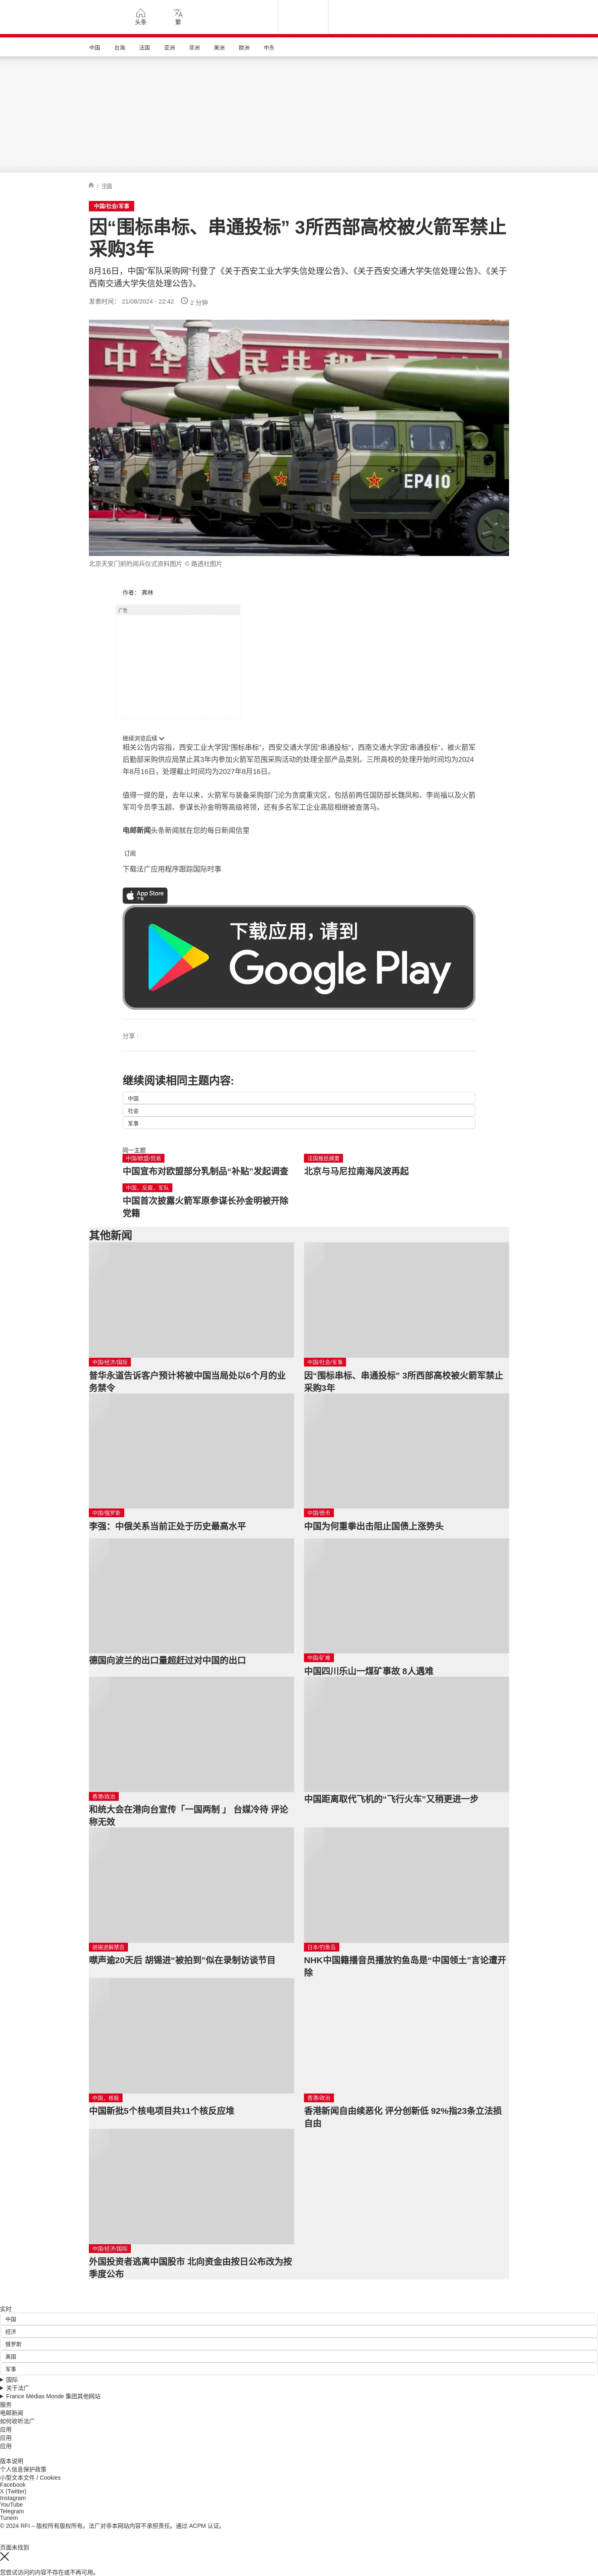 头条
繁
中国
台海
法国
亚洲
非洲
美洲
欧洲
中东
/ 中国
中国/社会/军事
因“围标串标、串通投标” 3所西部高校被火箭军禁止
采购3年
8月16日，中国“军队采购网”刊登了《关于西安工业大学失信处理公告》、《关于西安交通大学失信处理公告》、《关于
西南交通大学失信处理公告》。
发表时间： 21/08/2024 - 22:42 2 分钟
中华人民共和
EP410
北京天安门前的阅兵仪式资料图片 © 路透社图片
作者： 弗林
广告
继续浏览后续
相关公告内容指，西安工业大学因“围标串标”，西安交通大学因“串通投标”，西南交通大学因“串通投标”，被火箭军
后勤部采购供应局禁止其3年内参加火箭军范围采购活动的处理全部产品类别。三所高校的处理开始时间均为2024
年8月16日，处理截止时间均为2027年8月16日。
值得一提的是，去年以来，火箭军与装备采购部门沦为贪腐重灾区，包括前两任国防部长魏凤和、李尚福以及火箭
军司令员李玉超、参谋长孙金明等高级将领，还有多名军工企业高层相继被查落马。
电邮新闻头条新闻就在您的每日新闻信里
订阅
下载法广应用程序跟踪国际时事
App Store
下载
下载应用，请到
Google Play
分享 :
继续阅读相同主题内容:
中国
社会
军事
同一主题
中国/欧盟/贸易
中国宣布对欧盟部分乳制品“补贴”发起调查
法国报纸摘要
北京与马尼拉南海风波再起
中国、反腐、军队
中国首次披露火箭军原参谋长孙金明被开除
党籍
其他新闻
中国/经济/国际
普华永道告诉客户预计将被中国当局处以6个月的业
务禁令
中国/社会/军事
因“围标串标、串通投标” 3所西部高校被火箭军禁止
采购3年
中国/俄罗斯
李强：中俄关系当前正处于历史最高水平
中国/债市
中国为何重拳出击阻止国债上涨势头
德国向波兰的出口量超赶过对中国的出口
中国/矿难
中国四川乐山一煤矿事故 8人遇难
香港/政治
和统大会在港向台宣传「一国两制 」 台媒冷待 评论
称无效
中国距离取代飞机的“飞行火车”又稍更进一步
胡锡进解禁否
噤声逾20天后 胡锡进“被拍到”似在录制访谈节目
日本/钓鱼岛
NHK中国籍播音员播放钓鱼岛是“中国领土”言论遭开
除
中国、核能
中国新批5个核电项目共11个核反应堆
香港/政治
香港新闻自由续恶化 评分创新低 92%指23条立法损
自由
中国/经济/国际
外国投资者逃离中国股市 北向资金由按日公布改为按
季度公布
实时
中国
经济
俄罗斯
美国
军事
国际
关于法广
France Médias Monde 集团其他网站
服务
电邮新闻
如何收听法广
应用
应用
应用
版本说明
个人信息保护政策
小型文本文件 / Cookies
Facebook
X (Twitter)
Instagram
YouTube
Telegram
TuneIn
© 2024 RFI – 版权所有版权所有。法广对非本网站内容不承担责任。通过 ACPM 认证。
页面未找到
您尝试访问的内容不存在或不再可用。